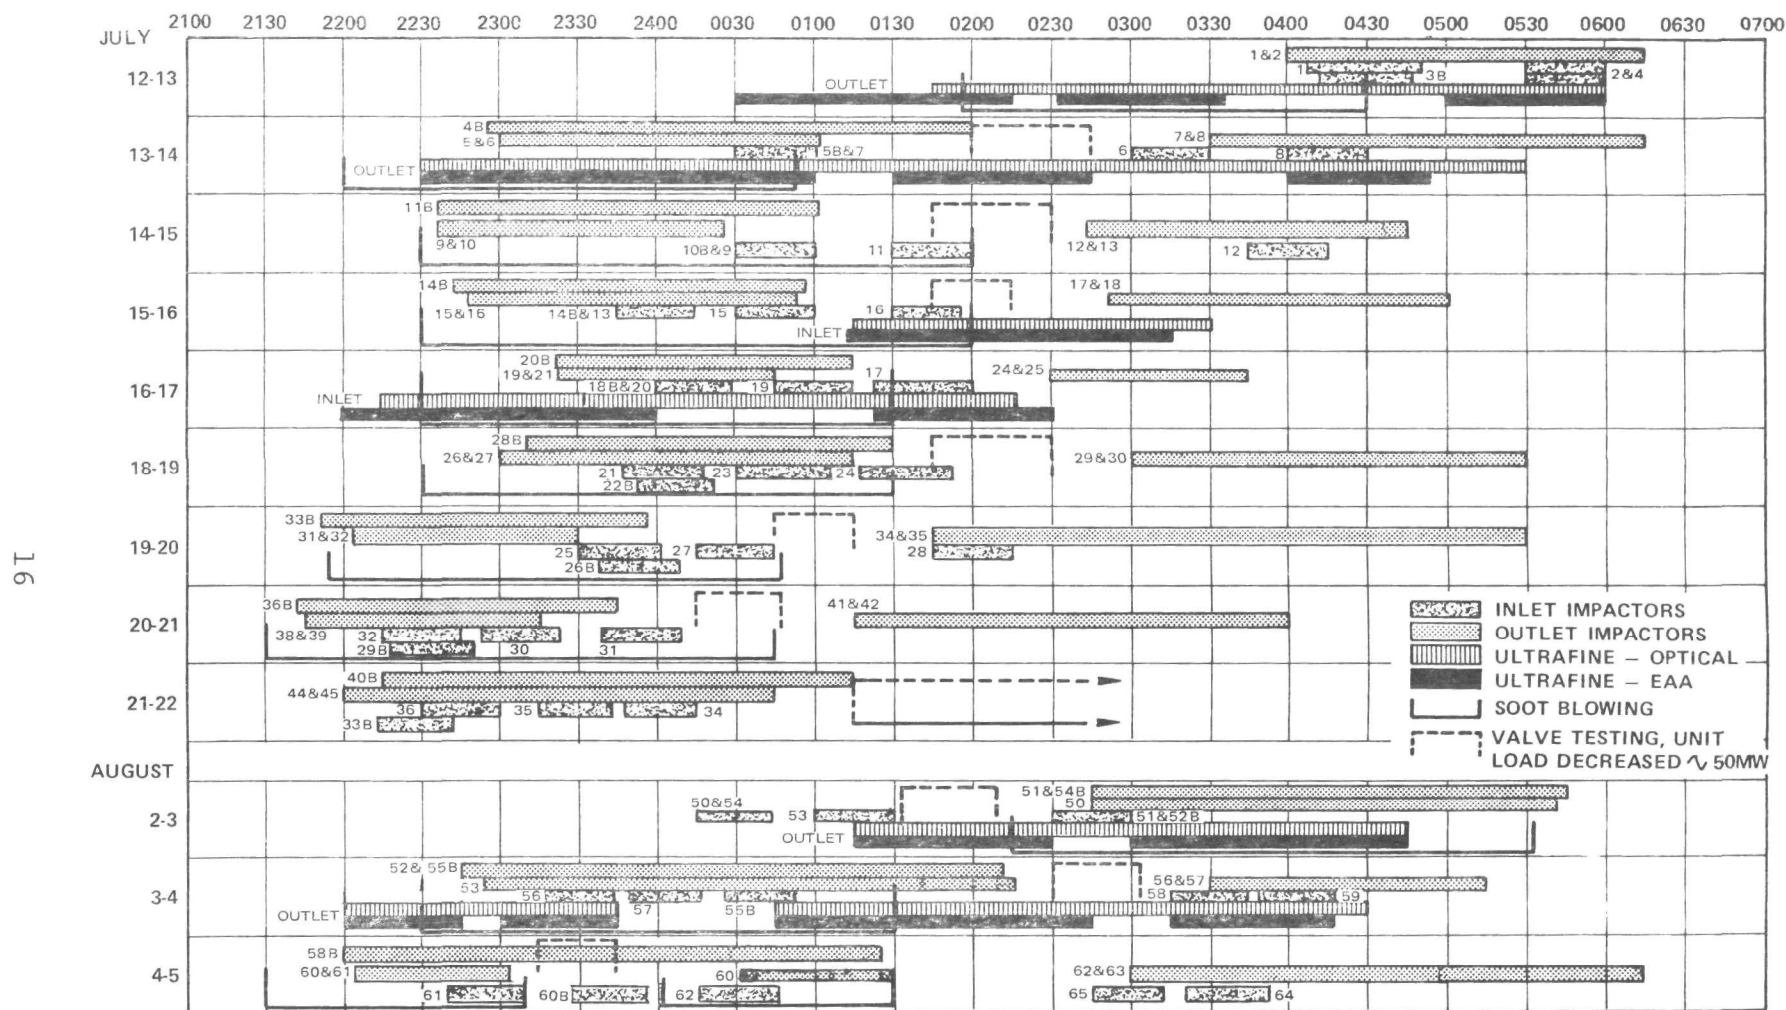 2100 2130 2200 2230 2300 2330 2400 0030 0100 0130 0200 0230 0300 0330 0400 0430 0500 0530 0600 0630 0700
JULY
12-13
1&2
1
3B
2&4
OUTLET
13-14
4B
5&6
5B&7
7&8
6
8
OUTLET
14-15
11B
9&10
10B&9
11
12&13
12
15-16
14B
15&16
14B&13
15
16
17&18
INLET
16-17
20B
19&21
18B&20
19
17
24&25
INLET
18-19
28B
26&27
21
23
24
22B
29&30
19-20
33B
31&32
25
27
26B
34&35
28
20-21
36B
38&39
32
29B
30
31
41&42
21-22
40B
44&45
36
35
34
33B
INLET IMPACTORS
OUTLET IMPACTORS
ULTRAFINE – OPTICAL
ULTRAFINE – EAA
SOOT BLOWING
VALVE TESTING, UNIT
LOAD DECREASED ∿ 50MW
AUGUST
2-3
50&54
53
51&54B
50
51&52B
OUTLET
3-4
52& 55B
53
56
57
55B
56&57
58
59
OUTLET
4-5
58B
60&61
61
60B
60
62
62&63
65
64
16